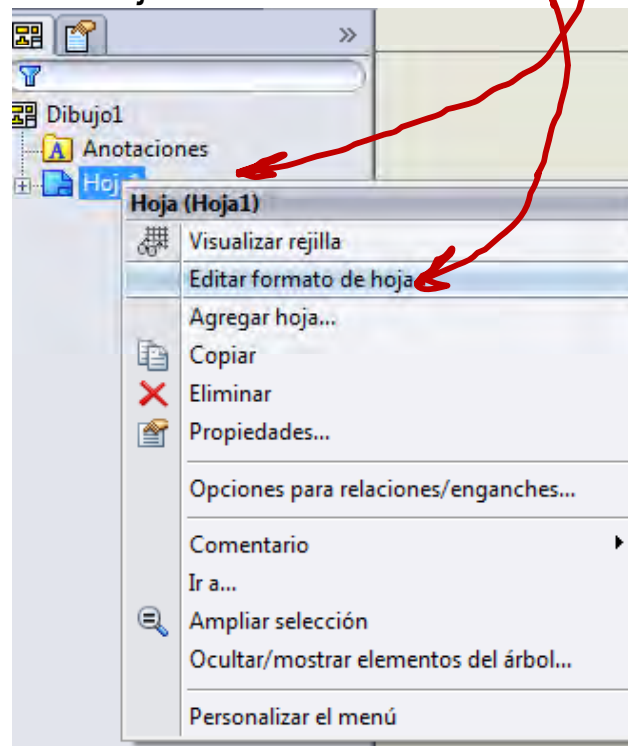 »
Dibujo1
Anotaciones
Hoja (Hoja1)
Visualizar rejilla
Editar formato de hoja
Agregar hoja...
Copiar
Eliminar
Propiedades...
Opciones para relaciones/enganches...
Comentario
Ir a...
Ampliar selección
Ocultar/mostrar elementos del árbol...
Personalizar el menú